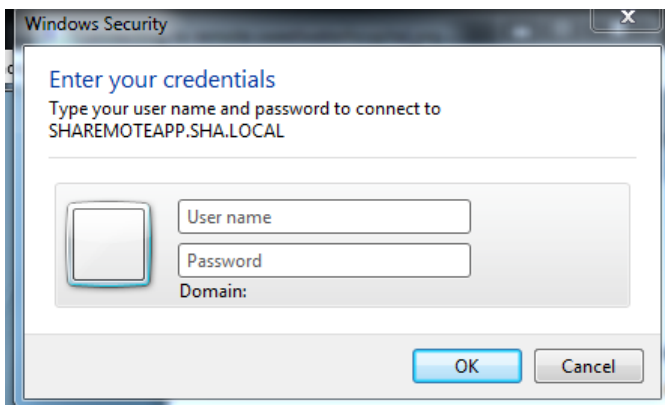 Windows Security
X
Enter your credentials
Type your user name and password to connect to
SHAREMOTEAPP.SHA.LOCAL
User name
Password
Domain:
OK
Cancel